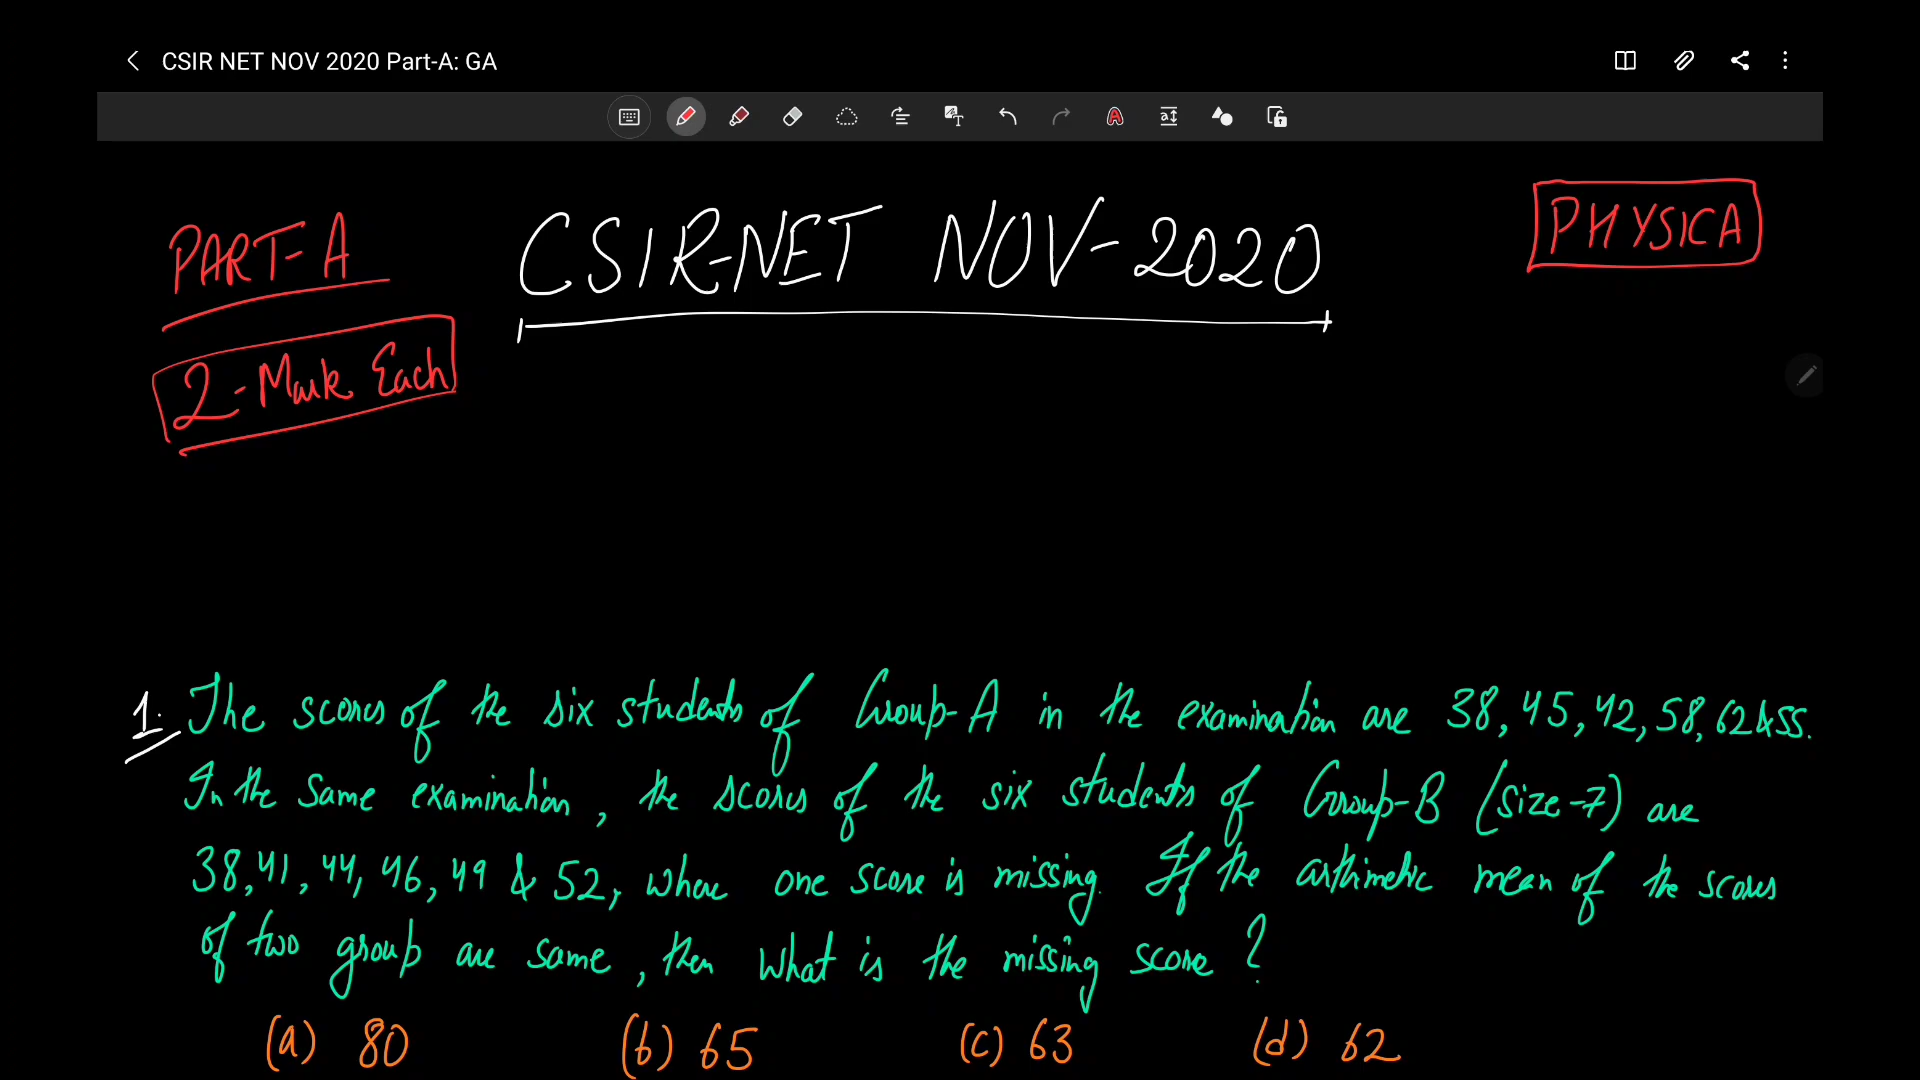 CSIR NET NOV 2020 Part-A: GA
PART-A
CSIR-NET NOV-2020
PHYSICA
2-Mark Each
1. The scores of the six students of Group-A in the examination are 38, 45, 42, 58, 62 & 55.
In the same examination, the scores of the six students of Group-B (size-7) are
38, 41, 44, 46, 49 & 52, where one score is missing. If the arithmetic mean of the scores
of two group are same, then what is the missing score ?
(a) 80 (b) 65 (c) 63 (d) 62